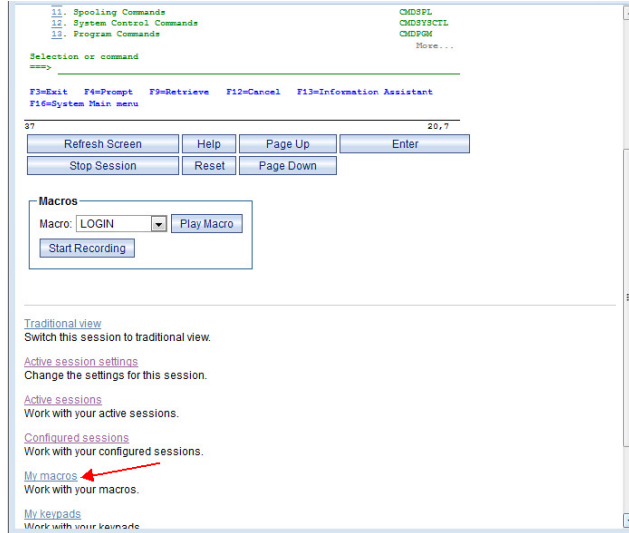 11. Spooling Commands CMDSPL
12. System Control Commands CMDSYSCTL
13. Program Commands CMDPGM
More...
Selection or command
===>
F3=Exit F4=Prompt F9=Retrieve F12=Cancel F13=Information Assistant
F16=System Main menu
37 20,7
Refresh Screen Help Page Up Enter
Stop Session Reset Page Down
Macros
Macro: LOGIN Play Macro
Start Recording
Traditional view
Switch this session to traditional view.
Active session settings
Change the settings for this session.
Active sessions
Work with your active sessions.
Configured sessions
Work with your configured sessions.
My macros
Work with your macros.
My keypads
Work with your keypads.